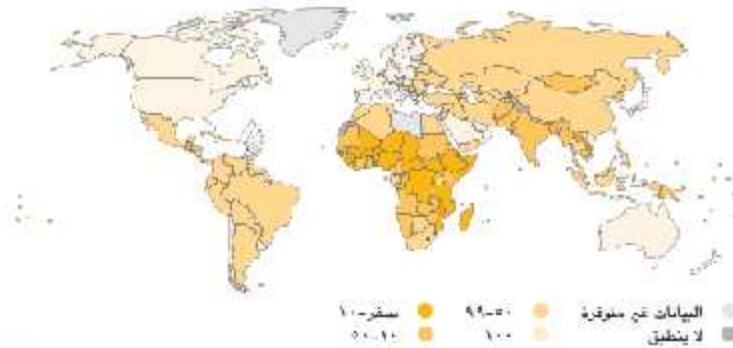 البيانات غير متوفرة ٥٠-٩٩ صفر-١٠
لا ينطبق ١٠٠ ١٠-٥٠